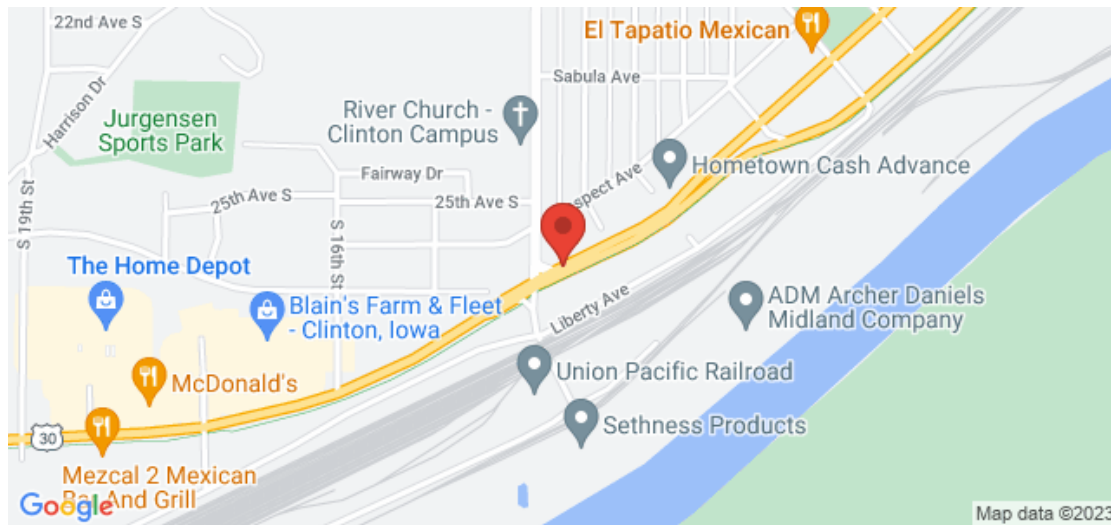 22nd Ave S
El Tapatio Mexican
Sabula Ave
Harrison Dr
Jurgensen
Sports Park
River Church -
Clinton Campus
Hometown Cash Advance
Fairway Dr
25th Ave S
25th Ave S
S 19th St
S 16th St
The Home Depot
Blain's Farm & Fleet
- Clinton, Iowa
Liberty Ave
ADM Archer Daniels
Midland Company
McDonald's
Union Pacific Railroad
Sethness Products
30
Mezcal 2 Mexican
And Grill
Google
Map data ©2023